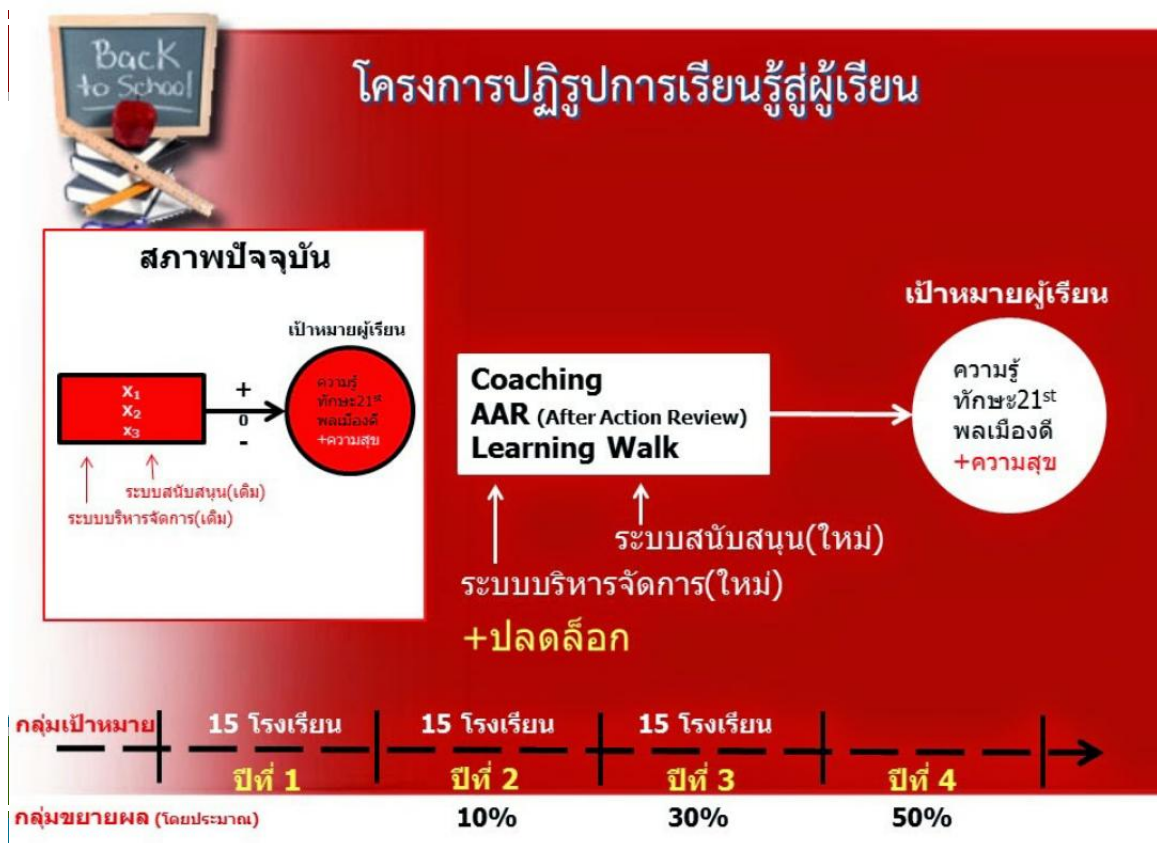 Back
to School
โครงการปฏิรูปการเรียนรู้สู่ผู้เรียน
สภาพปัจจุบัน
เป้าหมายผู้เรียน
X1
X2
X3
+
0
-
ความรู้
ทักษะ21st
พลเมืองดี
+ความสุข
ระบบสนับสนุน(เดิม)
ระบบบริหารจัดการ(เดิม)
Coaching
AAR (After Action Review)
Learning Walk
ระบบสนับสนุน(ใหม่)
ระบบบริหารจัดการ(ใหม่)
+ปลดล็อก
เป้าหมายผู้เรียน
ความรู้
ทักษะ21st
พลเมืองดี
+ความสุข
กลุ่มเป้าหมาย 15 โรงเรียน 15 โรงเรียน 15 โรงเรียน
ปีที่ 1 ปีที่ 2 ปีที่ 3 ปีที่ 4
กลุ่มขยายผล (โดยประมาณ) 10% 30% 50%